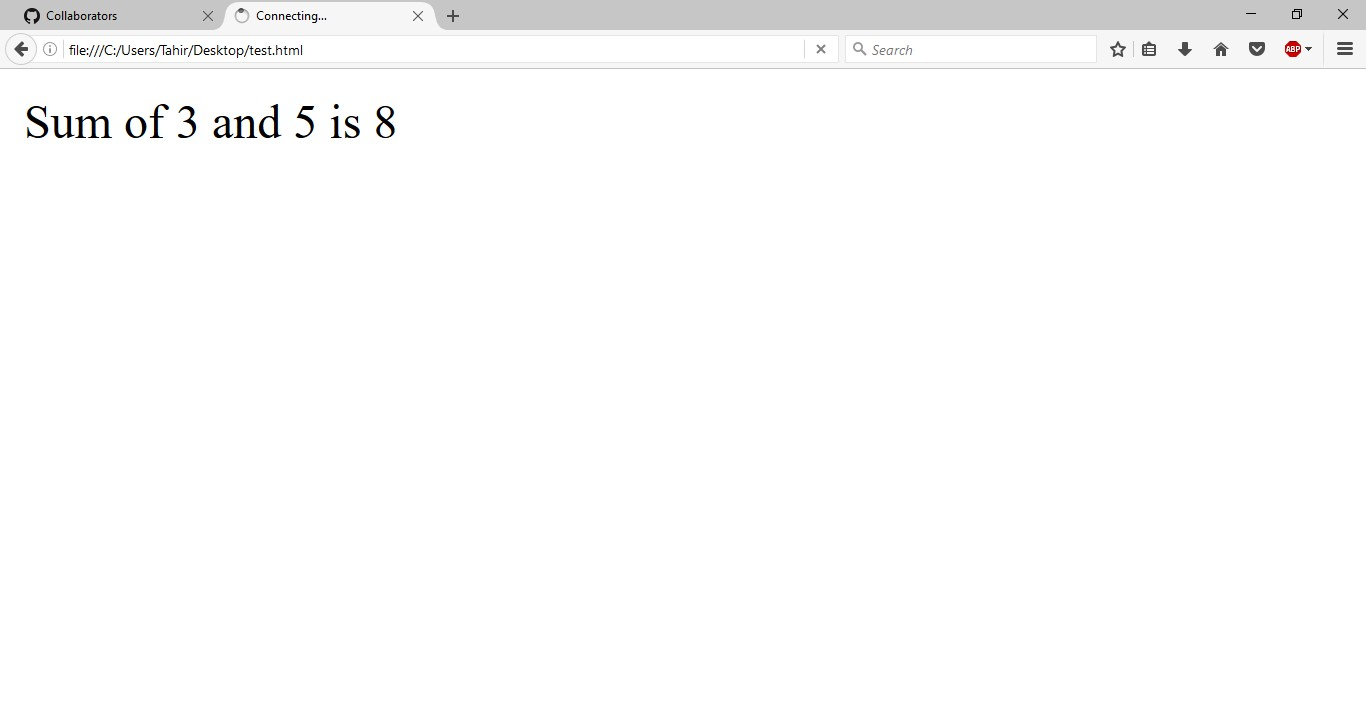 Collaborators
Connecting...
file:///C:/Users/Tahir/Desktop/test.html
Search
ABP
Sum of 3 and 5 is 8